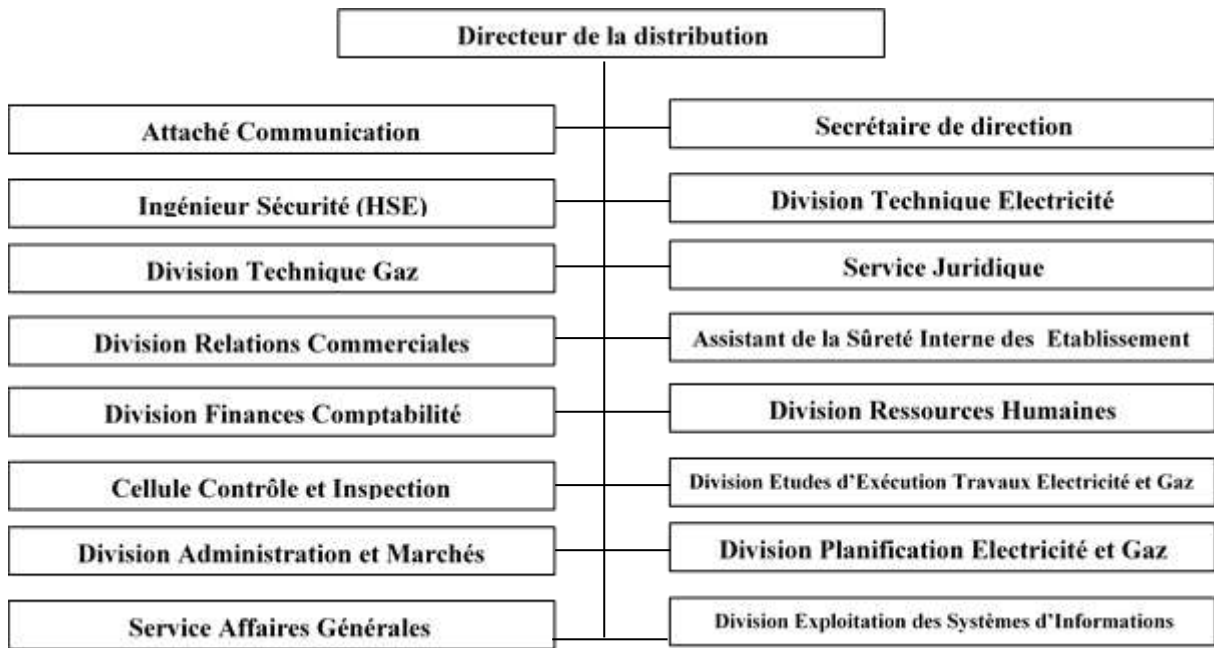 Directeur de la distribution
Attaché Communication
Secrétaire de direction
Ingénieur Sécurité (HSE)
Division Technique Electricité
Division Technique Gaz
Service Juridique
Division Relations Commerciales
Assistant de la Sûreté Interne des Etablissement
Division Finances Comptabilité
Division Ressources Humaines
Cellule Contrôle et Inspection
Division Etudes d'Exécution Travaux Electricité et Gaz
Division Administration et Marchés
Division Planification Electricité et Gaz
Service Affaires Générales
Division Exploitation des Systèmes d'Informations